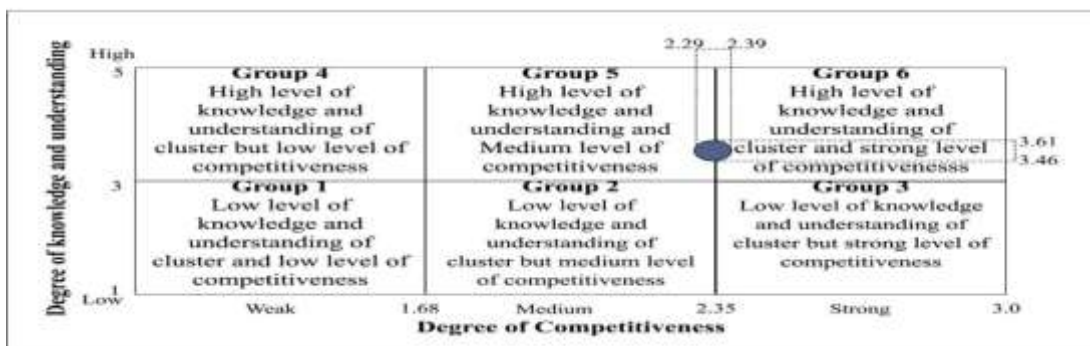 2.29 2.39
High
5
Group 4
High level of
knowledge and
understanding of
cluster but low level of
competitiveness
Group 5
High level of
knowledge and
understanding and
Medium level of
competitiveness
Group 6
High level of
knowledge and
understanding of
cluster and strong level
of competitivenesss
3.61
3.46
3
Group 1
Low level of
knowledge and
understanding of
cluster and low level of
competitiveness
Group 2
Low level of
knowledge and
understanding of
cluster but medium level
of competitiveness
Group 3
Low level of knowledge
and understanding of
cluster but strong level of
competitiveness
1
Low
Degree of knowledge and understanding
Weak 1.68 Medium 2.35 Strong 3.0
Degree of Competitiveness